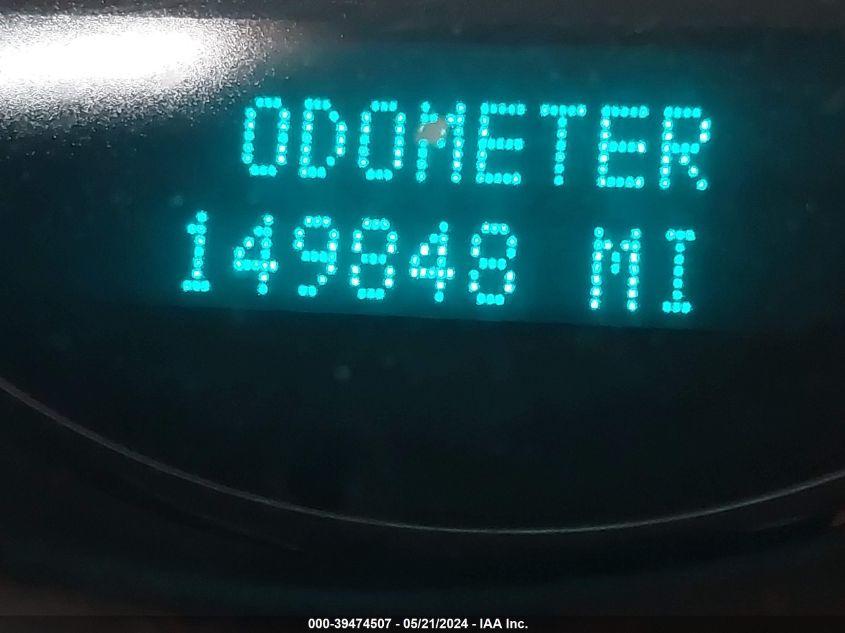 ODOMETER
149848 MI
000-39474507 - 05/21/2024 - IAA Inc.